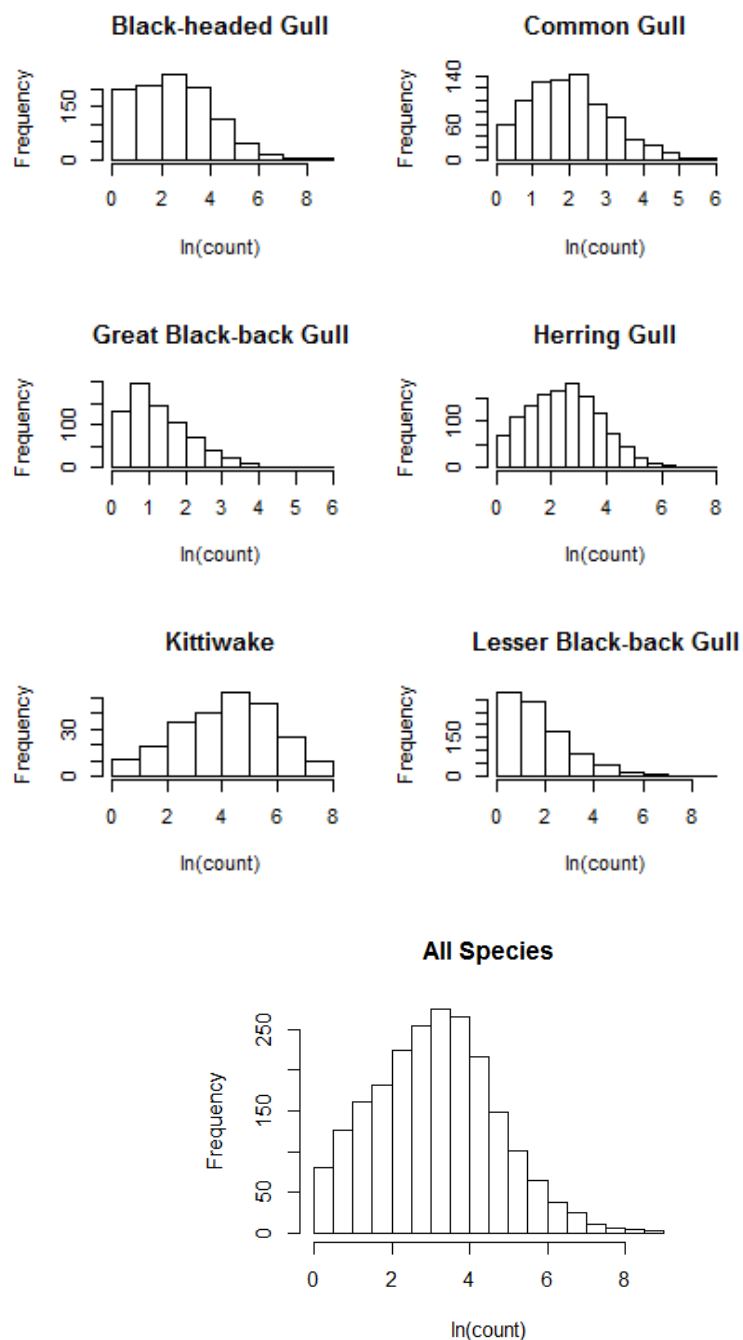 Black-headed Gull
Frequency
150
0
0 2 4 6 8
ln(count)
Common Gull
Frequency
140
60
0
0 1 2 3 4 5 6
ln(count)
Great Black-back Gull
Frequency
100
0
0 1 2 3 4 5 6
ln(count)
Herring Gull
Frequency
100
0
0 2 4 6 8
ln(count)
Kittiwake
Frequency
30
0
0 2 4 6 8
ln(count)
Lesser Black-back Gull
Frequency
150
0
0 2 4 6 8
ln(count)
All Species
Frequency
250
150
50
0
0 2 4 6 8
ln(count)